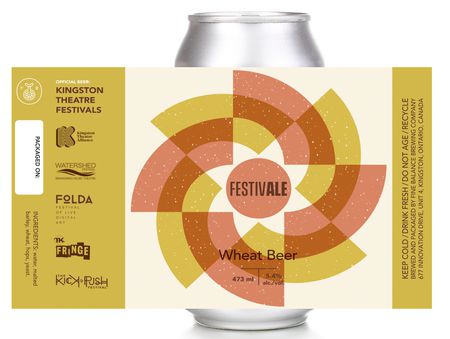 OFFICIAL BEER:
KINGSTON
THEATRE
FESTIVALS
Kingston
Theatre
Alliance
WATERSHED
FOLDA
FESTIVAL
OF LIVE
DIGITAL
ART
FRINGE
THE
KICK & PUSH
FESTIVAL
PACKAGED ON:
INGREDIENTS: water, malted
barley, wheat, hops, yeast.
FESTIVALE
Wheat Beer
473 ml
5.4%
alc./vol.
KEEP COLD / DRINK FRESH / DO NOT AGE / RECYCLE
BREWED AND PACKAGED BY FINE BALANCE BREWING COMPANY
677 INNOVATION DRIVE, UNIT 4, KINGSTON, ONTARIO, CANADA